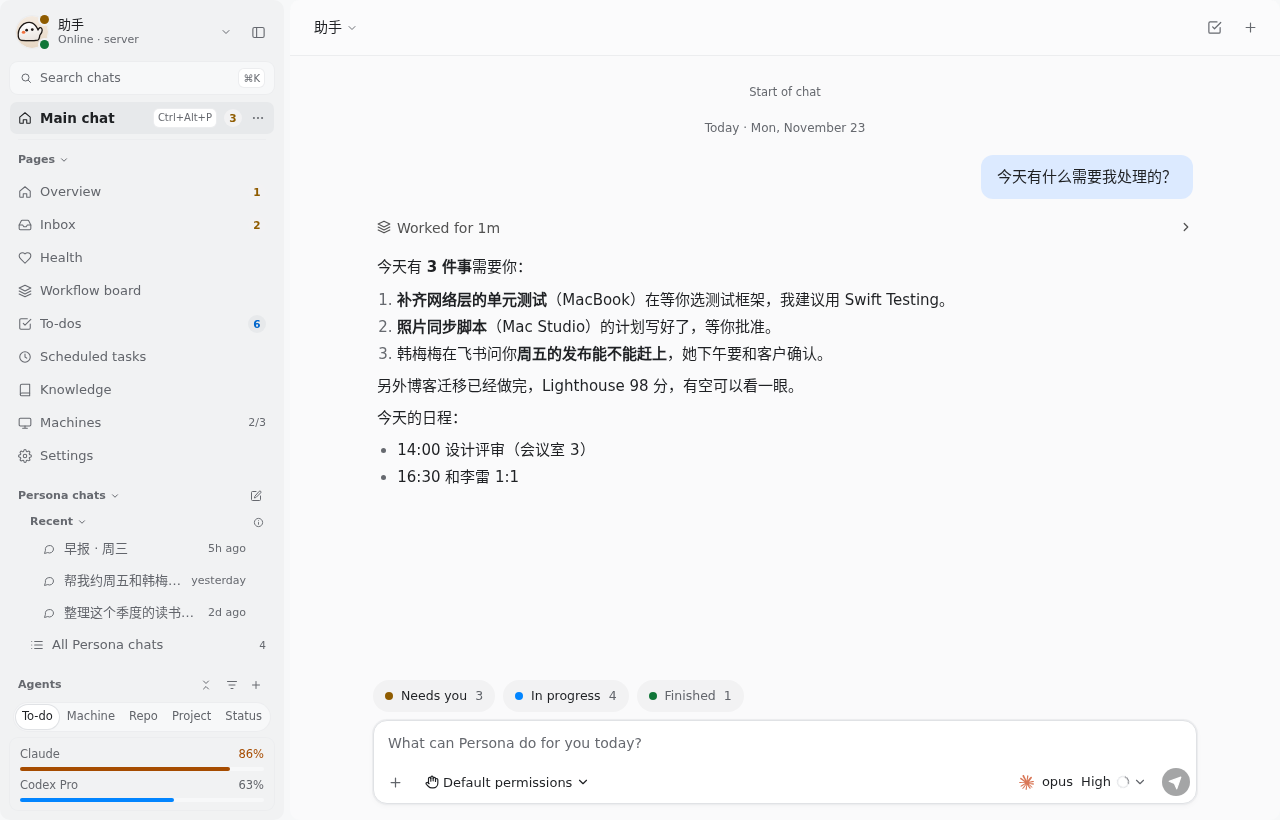 助手
Online · server
Search chats ⌘K
Main chat Ctrl+Alt+P 3
Pages
Overview 1
Inbox 2
Health
Workflow board
To-dos 6
Scheduled tasks
Knowledge
Machines 2/3
Settings
Persona chats
Recent
早报 · 周三 5h ago
帮我约周五和韩梅… yesterday
整理这个季度的读书… 2d ago
All Persona chats 4
Agents
To-do Machine Repo Project Status
Claude 86%
Codex Pro 63%
助手
Start of chat
Today · Mon, November 23
今天有什么需要我处理的？
Worked for 1m
今天有 3 件事需要你：
1. 补齐网络层的单元测试（MacBook）在等你选测试框架，我建议用 Swift Testing。
2. 照片同步脚本（Mac Studio）的计划写好了，等你批准。
3. 韩梅梅在飞书问你周五的发布能不能赶上，她下午要和客户确认。
另外博客迁移已经做完，Lighthouse 98 分，有空可以看一眼。
今天的日程：
• 14:00 设计评审（会议室 3）
• 16:30 和李雷 1:1
Needs you 3 In progress 4 Finished 1
What can Persona do for you today?
Default permissions opus High